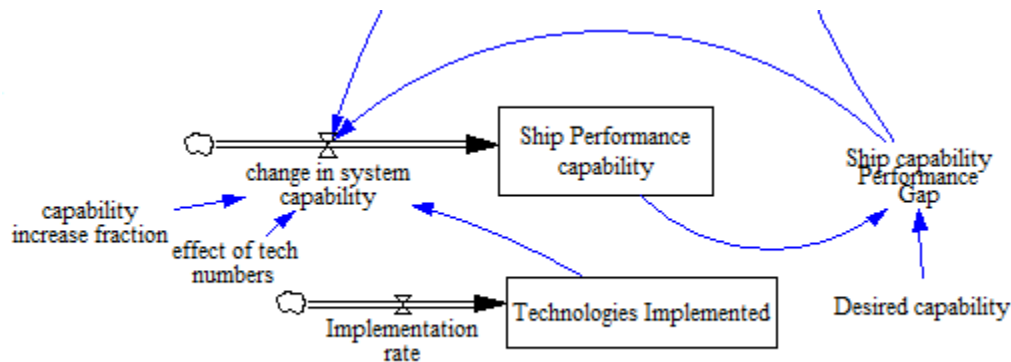 Ship Performance
capability
change in system
capability
Ship capability
Performance
Gap
capability
increase fraction
effect of tech
numbers
Technologies Implemented
Desired capability
Implementation
rate